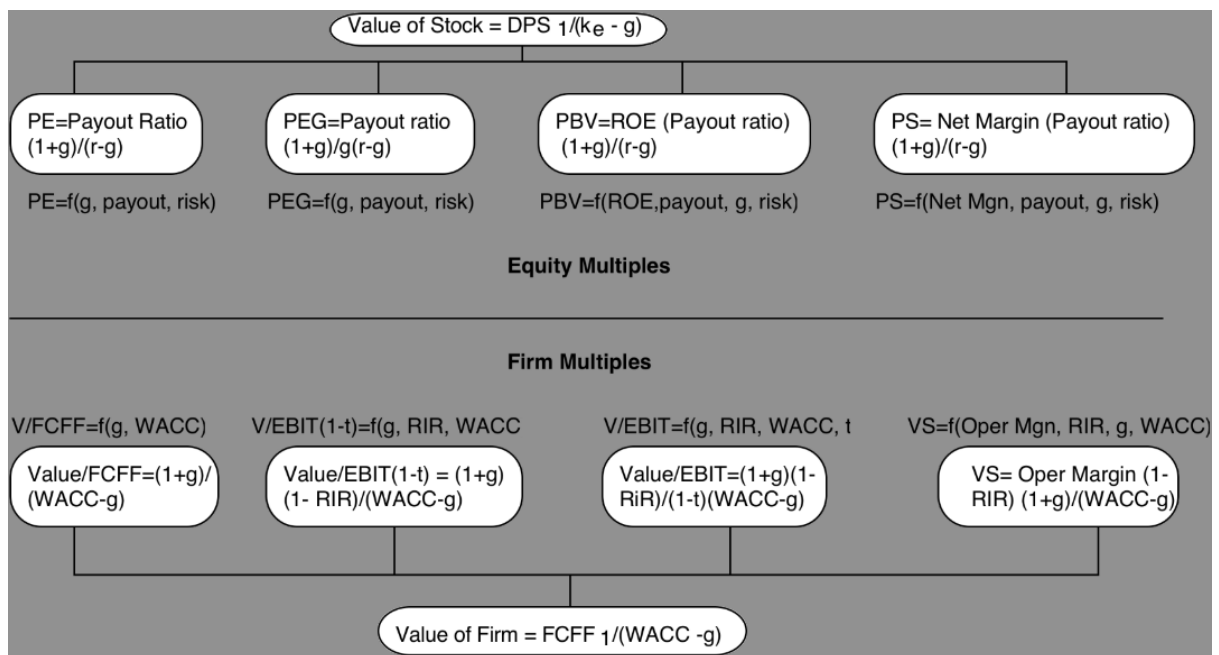 Value of Stock = DPS 1/(ke - g)
PE=Payout Ratio
(1+g)/(r-g)
PEG=Payout ratio
(1+g)/g(r-g)
PBV=ROE (Payout ratio)
(1+g)/(r-g)
PS= Net Margin (Payout ratio)
(1+g)/(r-g)
PE=f(g, payout, risk)
PEG=f(g, payout, risk)
PBV=f(ROE,payout, g, risk)
PS=f(Net Mgn, payout, g, risk)
Equity Multiples
Firm Multiples
V/FCFF=f(g, WACC)
V/EBIT(1-t)=f(g, RIR, WACC
V/EBIT=f(g, RIR, WACC, t
VS=f(Oper Mgn, RIR, g, WACC)
Value/FCFF=(1+g)/
(WACC-g)
Value/EBIT(1-t) = (1+g)
(1- RIR)/(WACC-g)
Value/EBIT=(1+g)(1-
RiR)/(1-t)(WACC-g)
VS= Oper Margin (1-
RIR) (1+g)/(WACC-g)
Value of Firm = FCFF 1/(WACC -g)